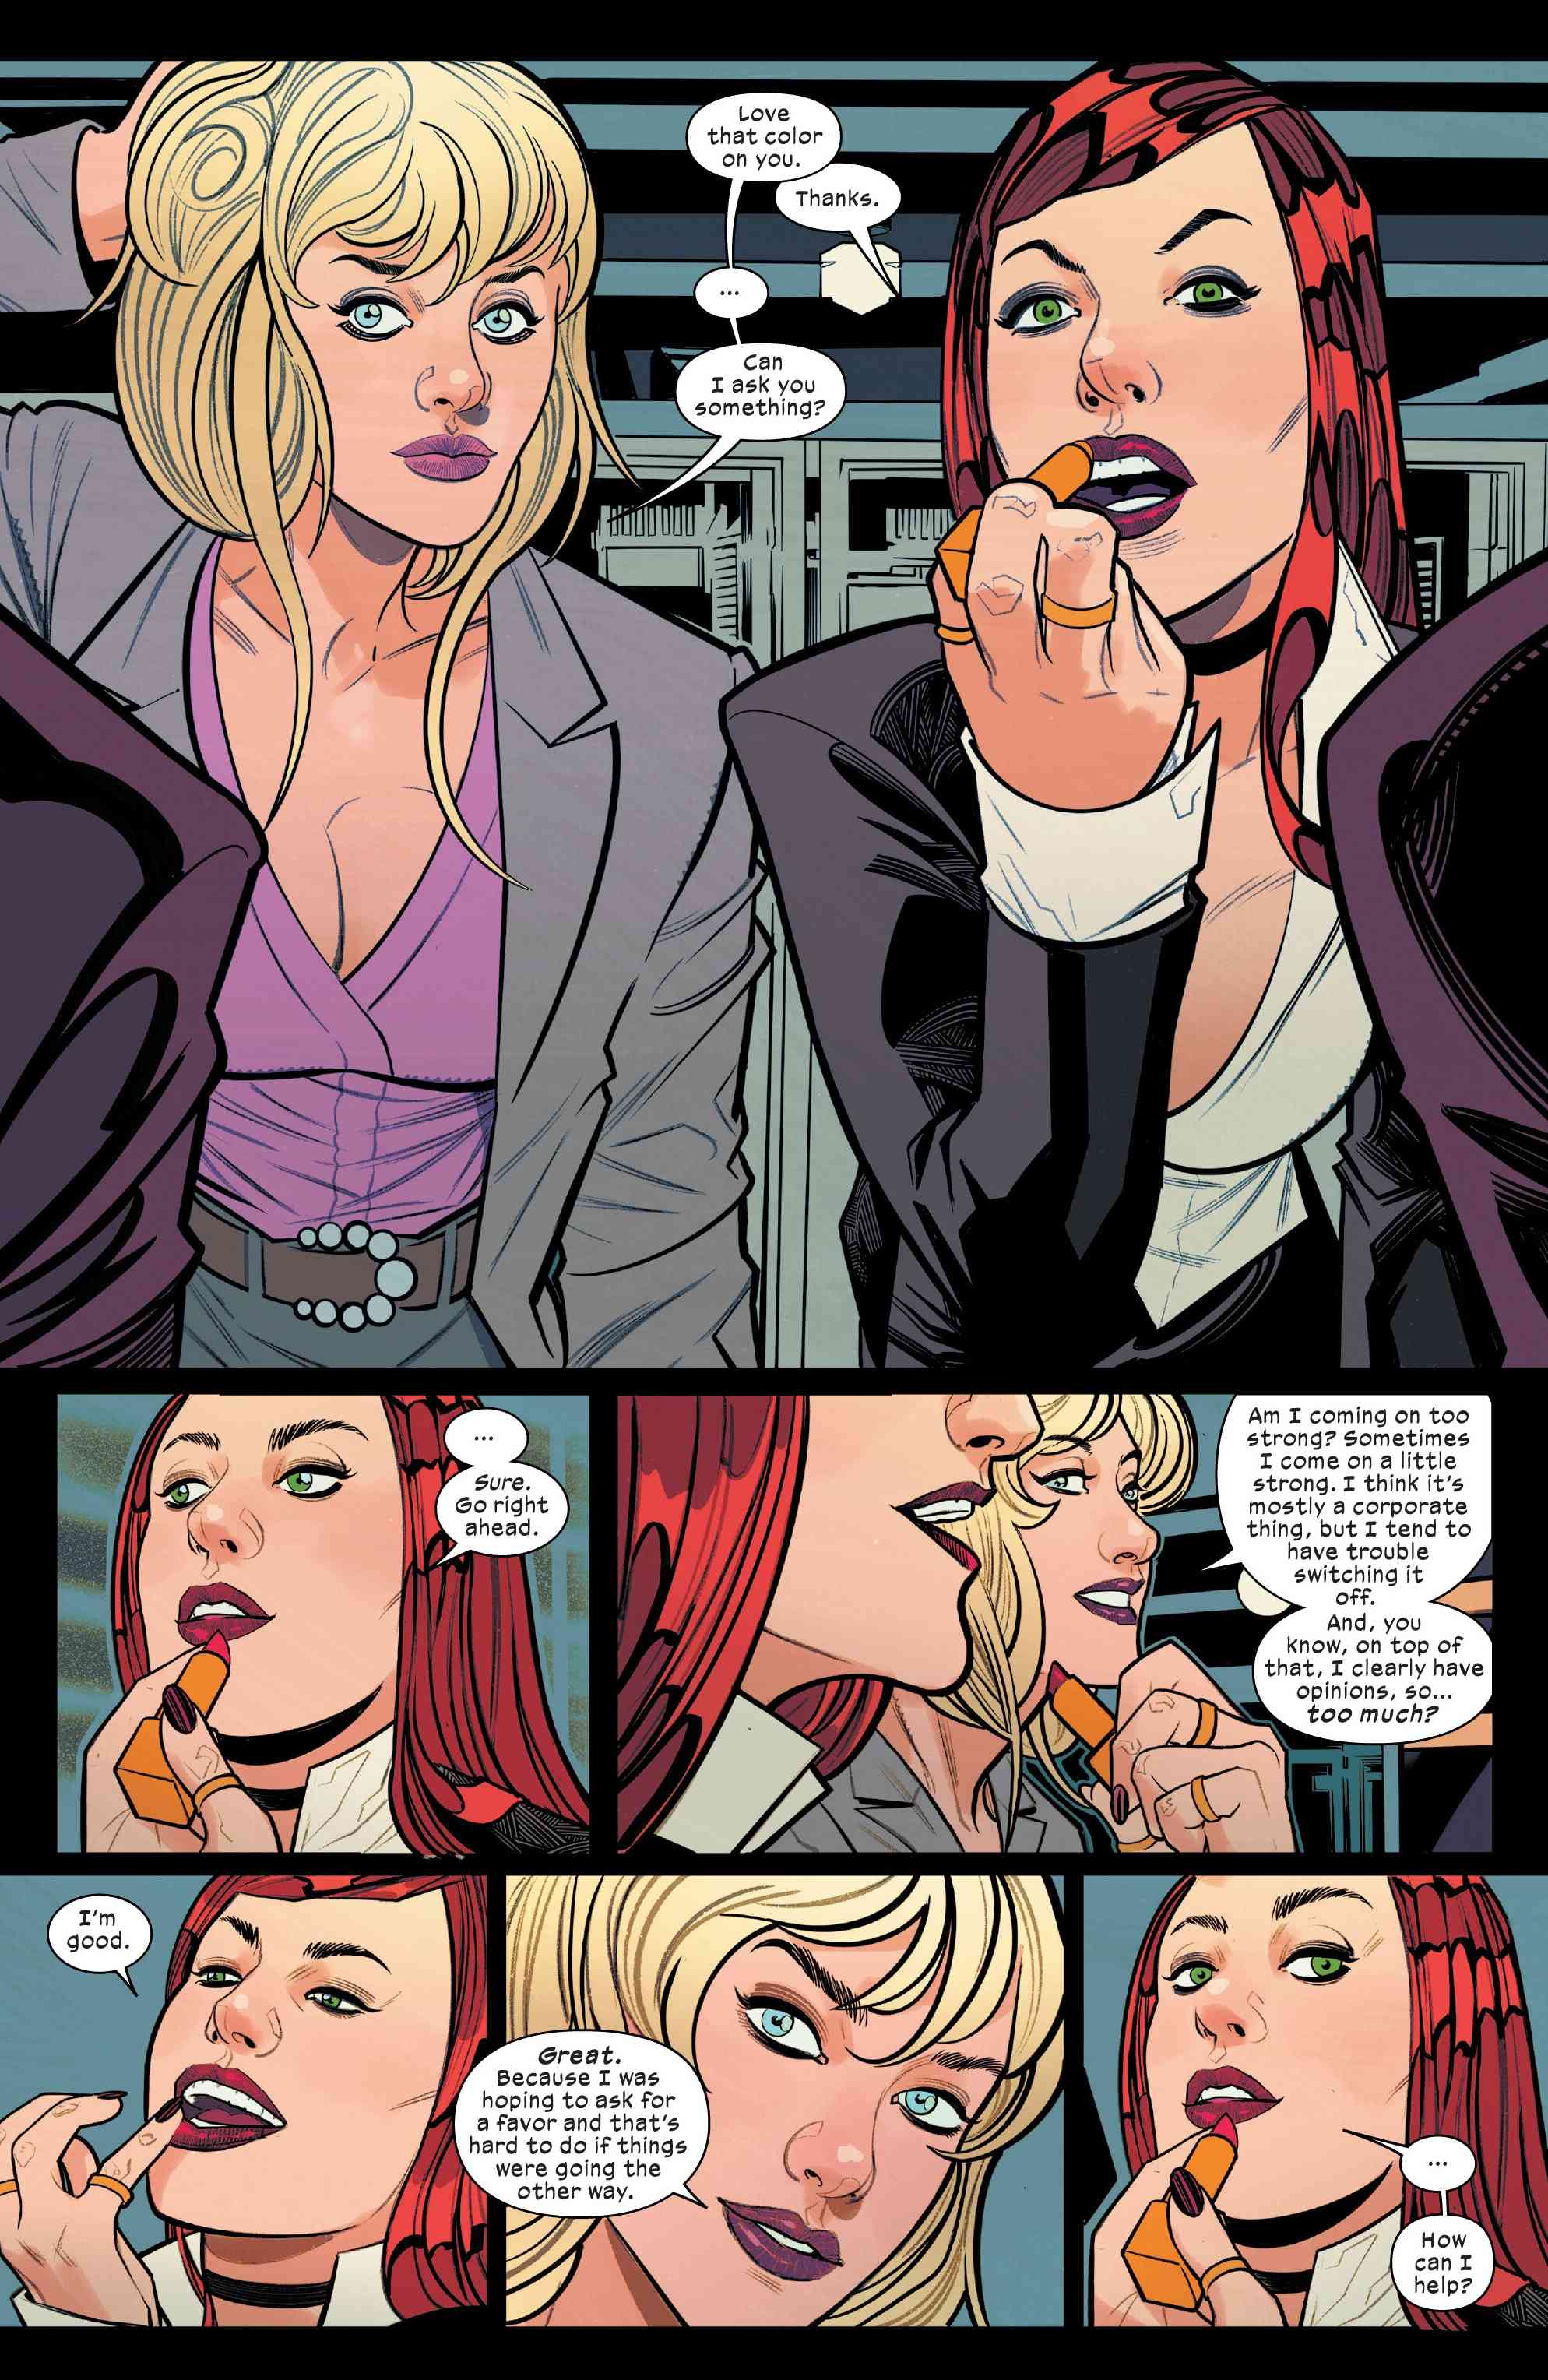 Love
that color
on you.
Thanks.
...
Can
I ask you
something?
...
Sure.
Go right
ahead.
Am I coming on too
strong? Sometimes
I come on a little
strong. I think it's
mostly a corporate
thing, but I tend to
have trouble
switching it
off.
And, you
know, on top of
that, I clearly have
opinions, so...
too much?
I'm
good.
Great.
Because I was
hoping to ask for
a favor and that's
hard to do if things
were going the
other way.
...
How
can I
help?